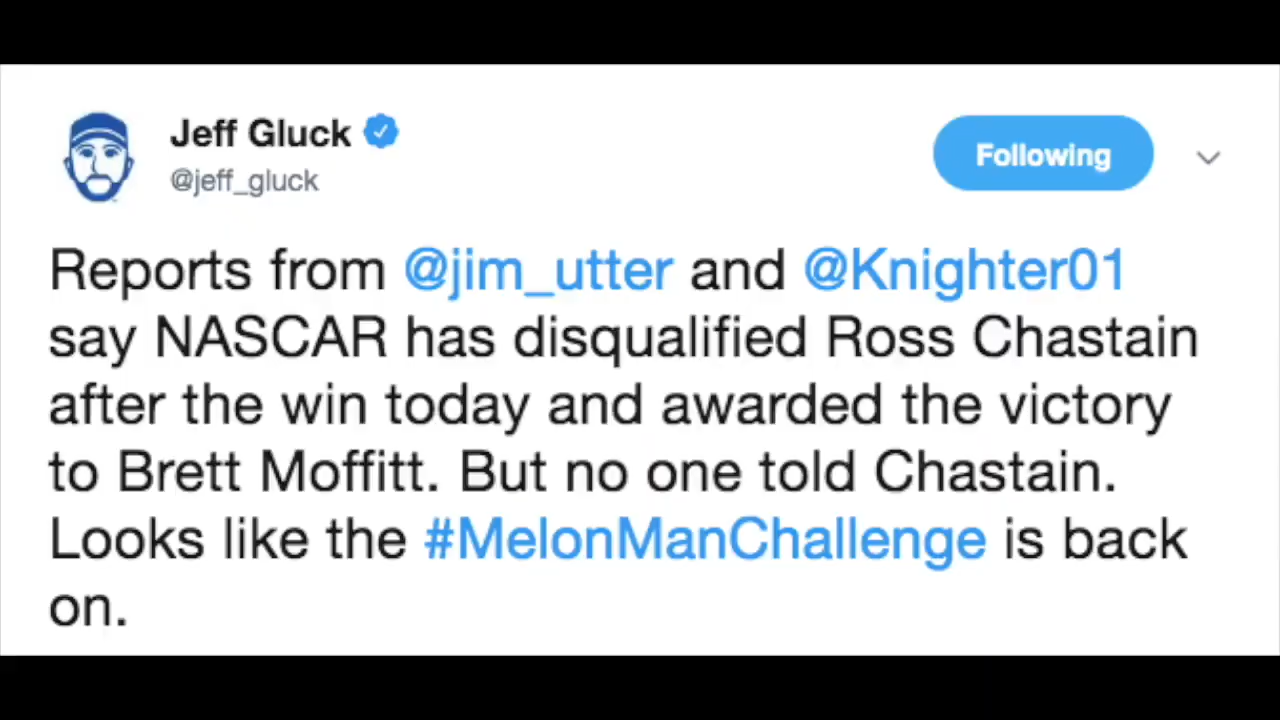 Jeff Gluck
@jeff_gluck
Following
Reports from @jim_utter and @Knighter01
say NASCAR has disqualified Ross Chastain
after the win today and awarded the victory
to Brett Moffitt. But no one told Chastain.
Looks like the #MelonManChallenge is back
on.